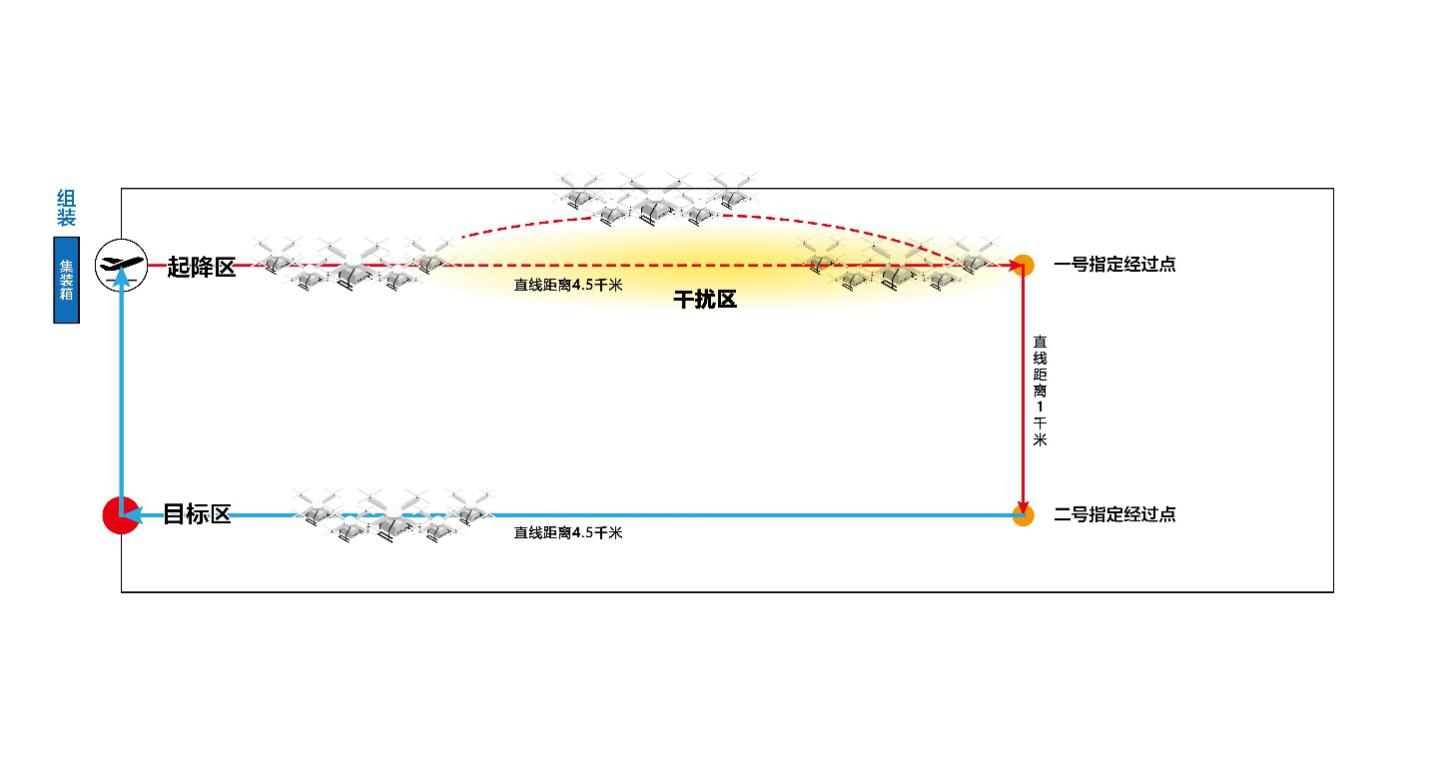 组装
集装箱
起降区
直线距离4.5千米
干扰区
一号指定经过点
直线距离1千米
目标区
直线距离4.5千米
二号指定经过点